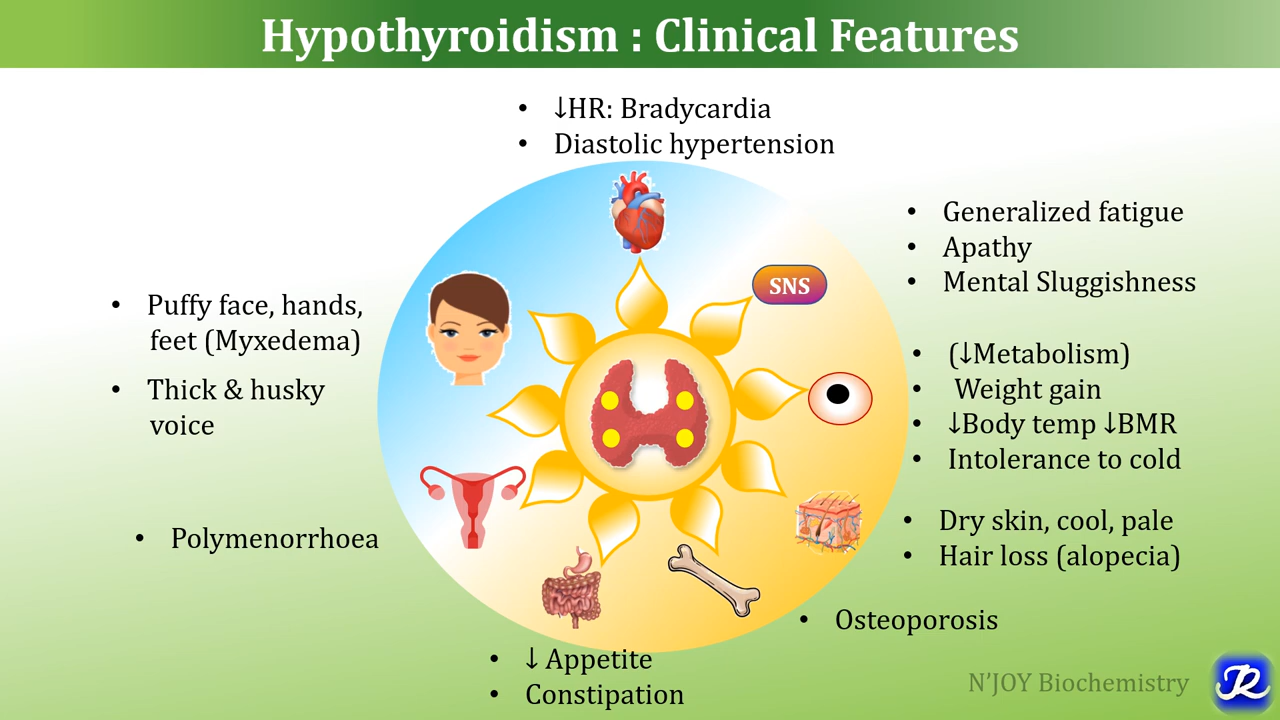 Hypothyroidism : Clinical Features
• ↓HR: Bradycardia
• Diastolic hypertension
• Generalized fatigue
• Apathy
• Mental Sluggishness
SNS
• Puffy face, hands,
feet (Myxedema)
• Thick & husky
voice
• (↓Metabolism)
• Weight gain
• ↓Body temp ↓BMR
• Intolerance to cold
• Polymenorrhoea
• Dry skin, cool, pale
• Hair loss (alopecia)
• Osteoporosis
• ↓ Appetite
• Constipation
N'JOY Biochemistry
JR